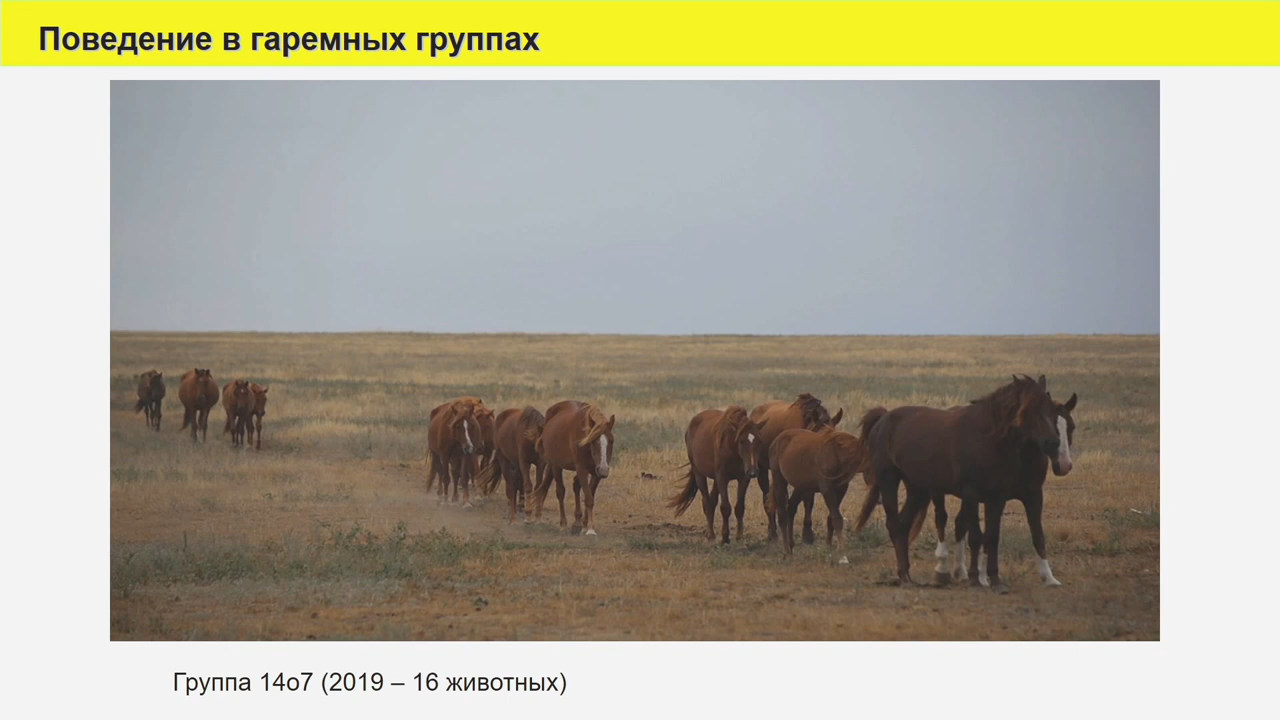 Поведение в гаремных группах
Группа 14о7 (2019 – 16 животных)